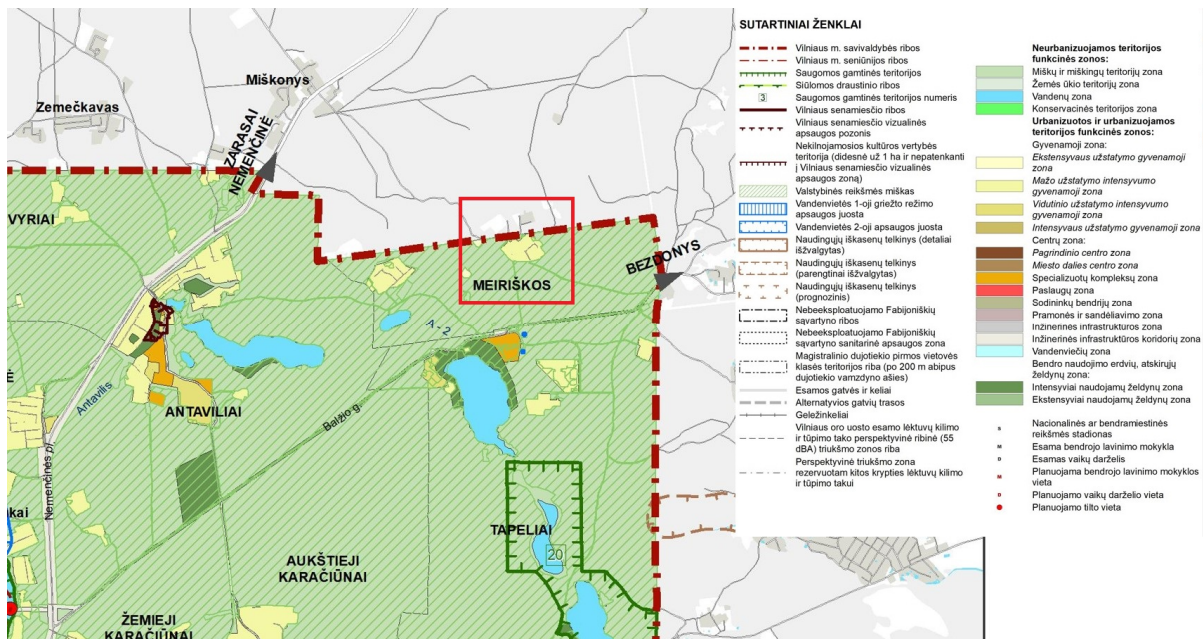 Miškonys
Zemečkavas
ZARASAI
NEMENČINĖ
VYRIAI
BEZDONYS
MEIRIŠKOS
A - 2
Antavilis
ANTAVILIAI
Balžio g.
Nemenčinės pl.
kai
TAPELIAI
20
AUKŠTIEJI
KARAČIŪNAI
ŽEMIEJI
KARAČIŪNAI
SUTARTINIAI ŽENKLAI
Vilniaus m. savivaldybės ribos
Vilniaus m. seniūnijos ribos
Saugomos gamtinės teritorijos
Siūlomos draustinio ribos
3
Saugomos gamtinės teritorijos numeris
Vilniaus senamiesčio ribos
Vilniaus senamiesčio vizualinės
apsaugos pozonis
Nekilnojamosios kultūros vertybės
teritorija (didesnė už 1 ha ir nepatenkanti
į Vilniaus senamiesčio vizualinės
apsaugos zoną)
Valstybinės reikšmės miškas
Vandenvietės 1-oji griežto režimo
apsaugos juosta
Vandenvietės 2-oji apsaugos juosta
Naudingųjų iškasenų telkinys (detaliai
išžvalgytas)
Naudingųjų iškasenų telkinys
(parengtinai išžvalgytas)
Naudingųjų iškasenų telkinys
(prognozinis)
Nebeeksploatuojamo Fabijoniškių
sąvartyno ribos
Nebeeksploatuojamo Fabijoniškių
sąvartyno sanitarinė apsaugos zona
Magistralinio dujotiekio pirmos vietovės
klasės teritorijos riba (po 200 m abipus
dujotiekio vamzdyno ašies)
Esamos gatvės ir keliai
Alternatyvios gatvių trasos
Geležinkeliai
Vilniaus oro uosto esamo lėktuvų kilimo
ir tūpimo tako perspektyvinė ribinė (55
dBA) triukšmo zonos riba
Perspektyvinė triukšmo zona
rezervuotam kitos krypties lėktuvų kilimo
ir tūpimo takui
Neurbanizuojamos teritorijos
funkcinės zonos:
Miškų ir miškingų teritorijų zona
Žemės ūkio teritorijų zona
Vandenų zona
Konservacinės teritorijos zona
Urbanizuotos ir urbanizuojamos
teritorijos funkcinės zonos:
Gyvenamoji zona:
Ekstensyvaus užstatymo gyvenamoji
zona
Mažo užstatymo intensyvumo
gyvenamoji zona
Vidutinio užstatymo intensyvumo
gyvenamoji zona
Intensyvaus užstatymo gyvenamoji zona
Centrų zona:
Pagrindinio centro zona
Miesto dalies centro zona
Specializuotų kompleksų zona
Paslaugų zona
Sodininkų bendrijų zona
Pramonės ir sandėliavimo zona
Inžinerinės infrastruktūros zona
Inžinerinės infrastruktūros koridorių zona
Vandenviečių zona
Bendro naudojimo erdvių, atskirųjų
želdynų zona:
Intensyviai naudojamų želdynų zona
Ekstensyviai naudojamų želdynų zona
S Nacionalinės ar bendramiestinės
reikšmės stadionas
M Esama bendrojo lavinimo mokykla
D Esamas vaikų darželis
M Planuojama bendrojo lavinimo mokyklos
vieta
D Planuojamo vaikų darželio vieta
Planuojamo tilto vieta